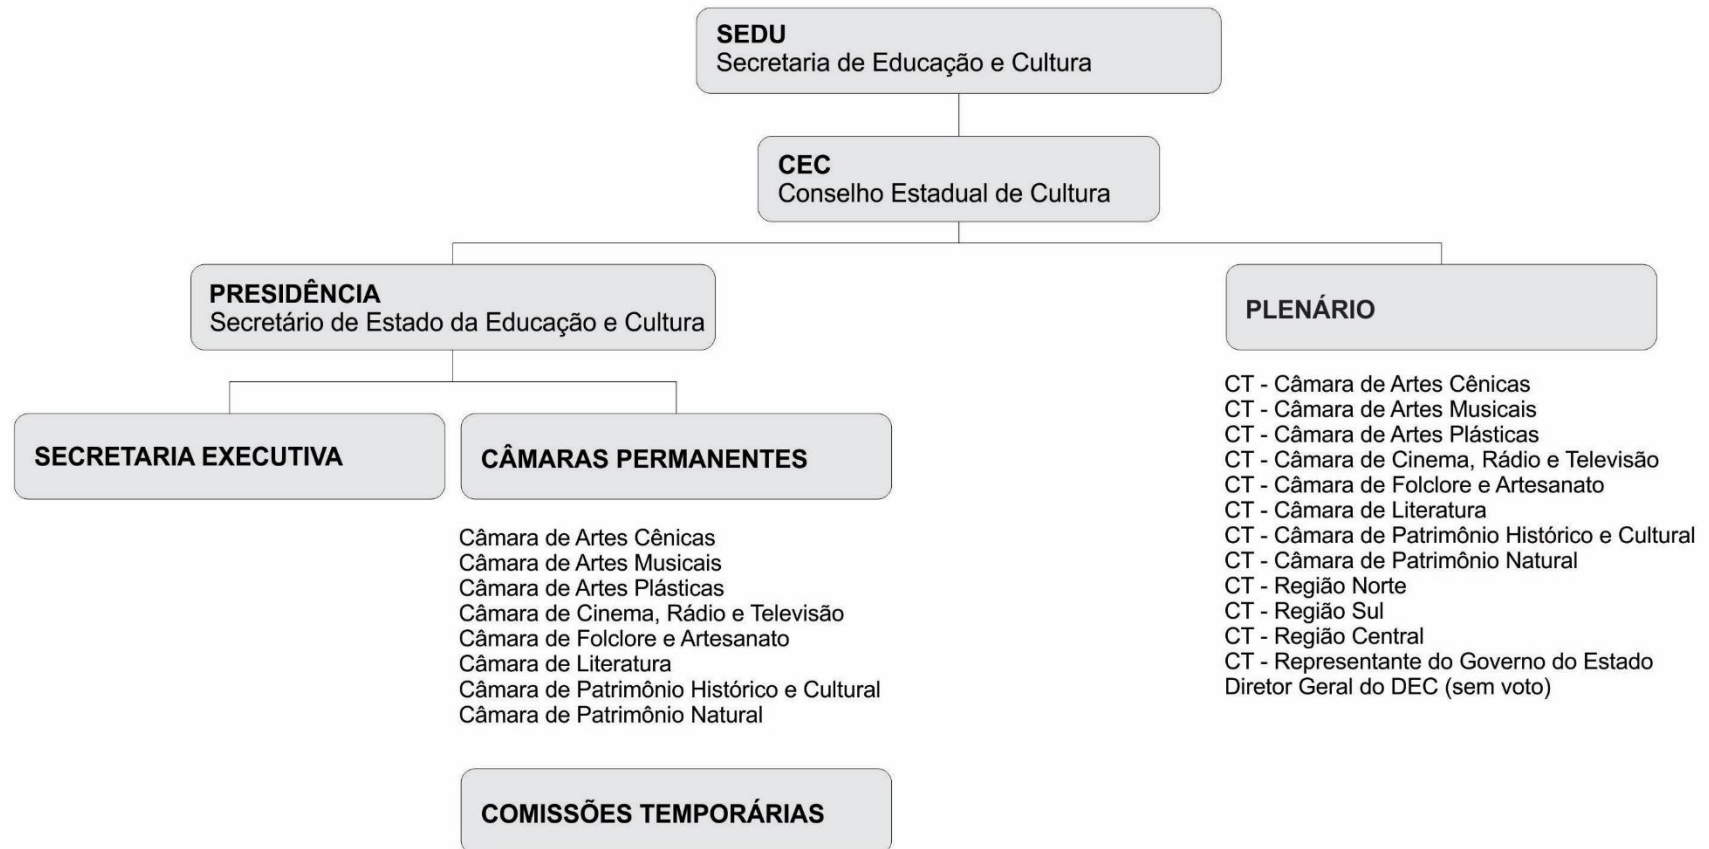 SEDU
Secretaria de Educação e Cultura
CEC
Conselho Estadual de Cultura
PRESIDÊNCIA
Secretário de Estado da Educação e Cultura
PLENÁRIO
SECRETARIA EXECUTIVA
CÂMARAS PERMANENTES
Câmara de Artes Cênicas
Câmara de Artes Musicais
Câmara de Artes Plásticas
Câmara de Cinema, Rádio e Televisão
Câmara de Folclore e Artesanato
Câmara de Literatura
Câmara de Patrimônio Histórico e Cultural
Câmara de Patrimônio Natural
COMISSÕES TEMPORÁRIAS
CT - Câmara de Artes Cênicas
CT - Câmara de Artes Musicais
CT - Câmara de Artes Plásticas
CT - Câmara de Cinema, Rádio e Televisão
CT - Câmara de Folclore e Artesanato
CT - Câmara de Literatura
CT - Câmara de Patrimônio Histórico e Cultural
CT - Câmara de Patrimônio Natural
CT - Região Norte
CT - Região Sul
CT - Região Central
CT - Representante do Governo do Estado
Diretor Geral do DEC (sem voto)